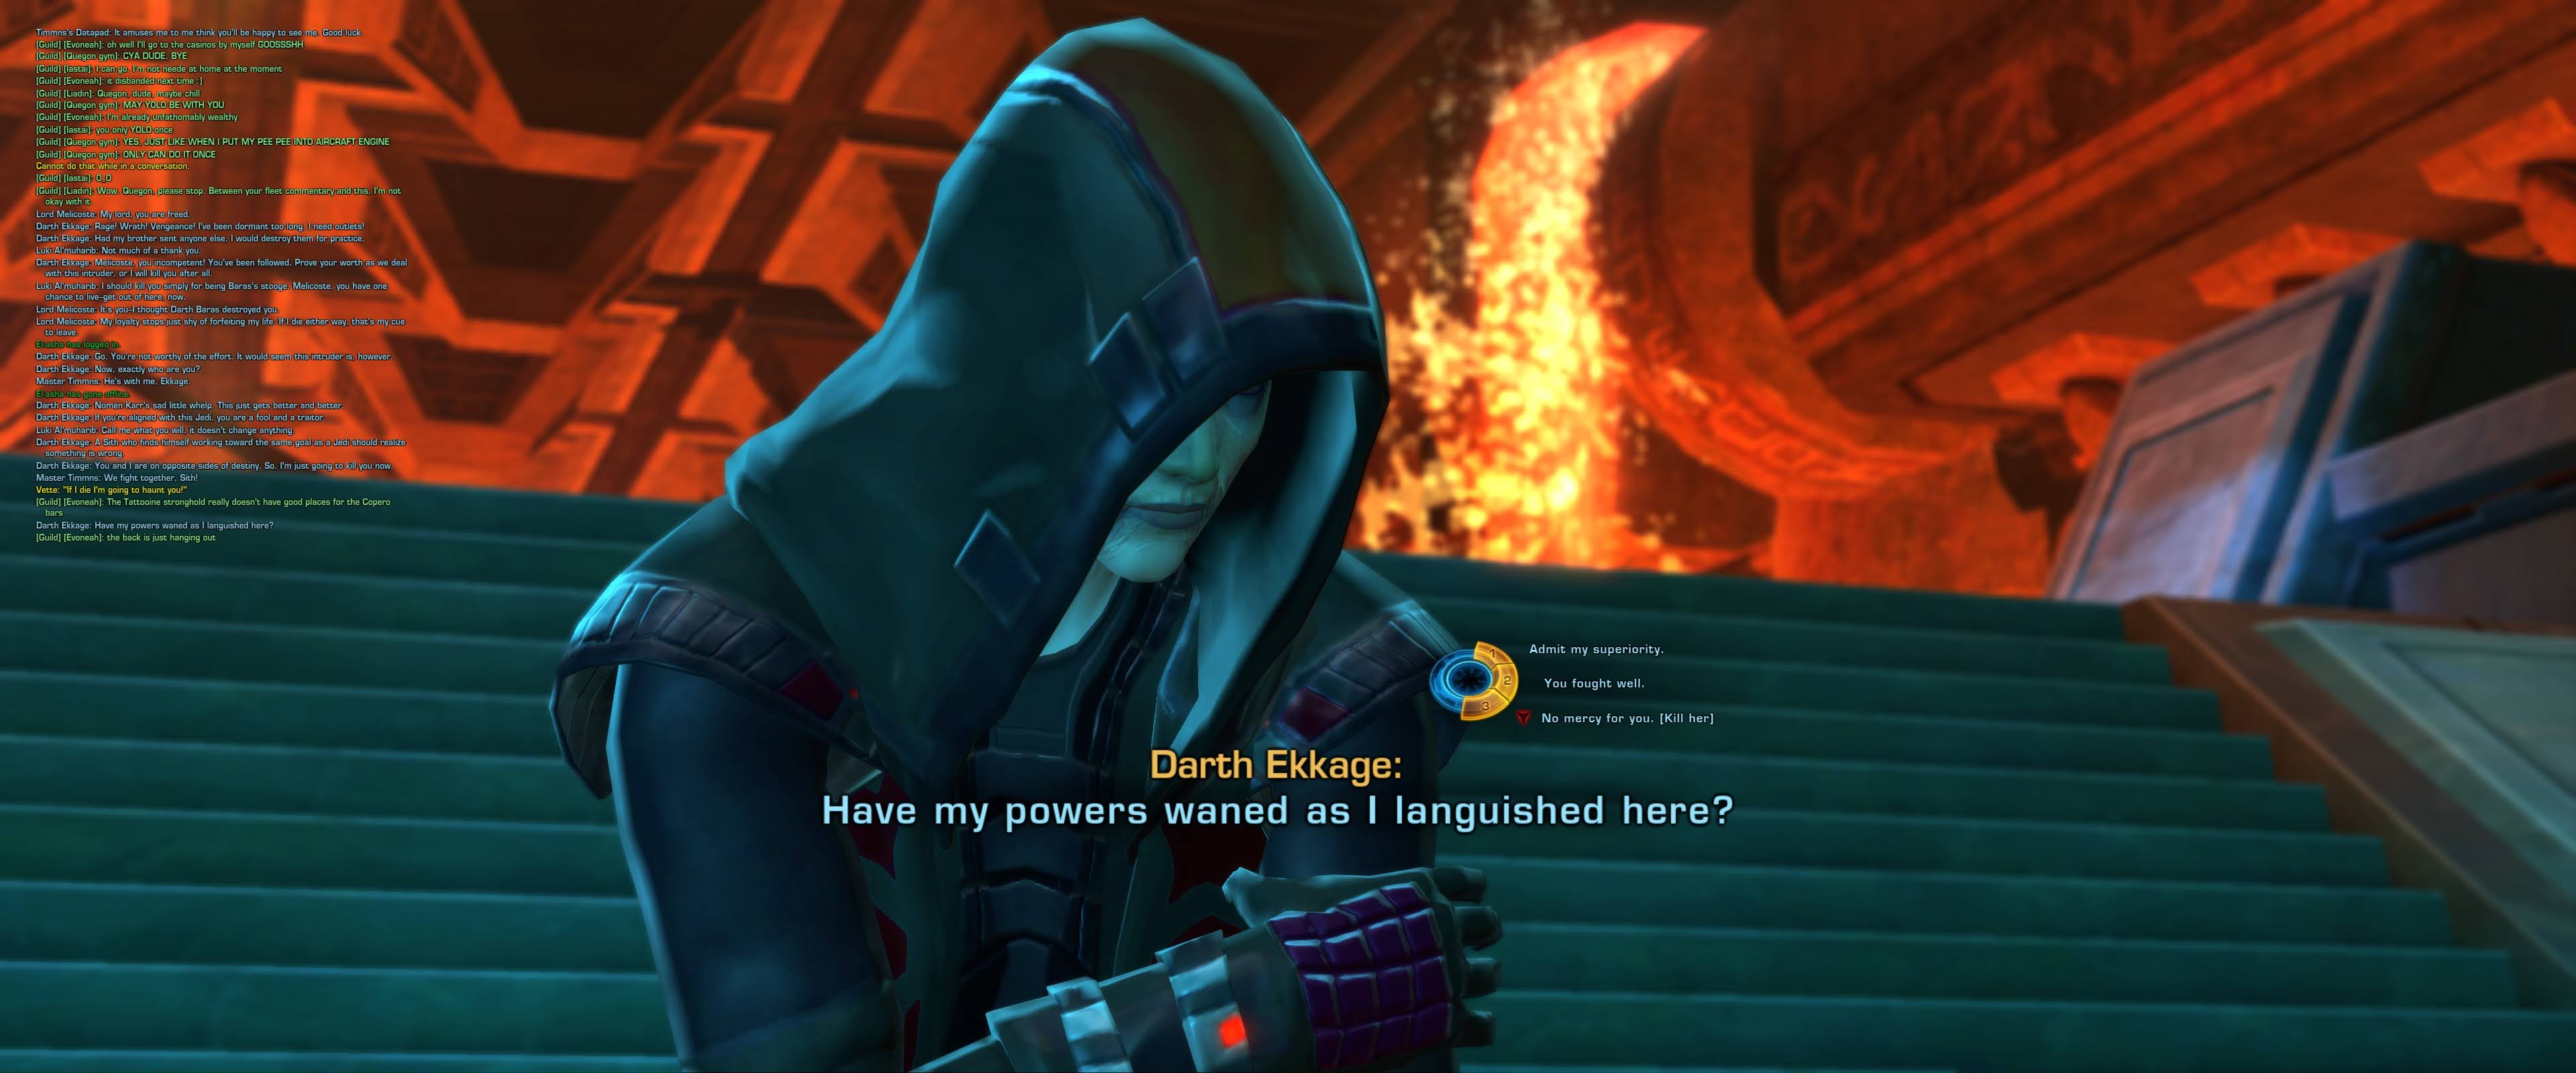 Timmns's Datapad: It amuses me to me think you'll be happy to see me. Good luck.
[Guild] [Evoneah]: oh well I'll go to the casinos by myself GOOSSSHH
[Guild] [Quegon gym]: CYA DUDE, BYE
[Guild] [Iastai]: I can go. I'm not neede at home at the moment
[Guild] [Evoneah]: it disbanded next time :)
[Guild] [Liadin]: Quegon, dude, maybe chill
[Guild] [Quegon gym]: MAY YOLO BE WITH YOU
[Guild] [Evoneah]: I'm already unfathomably wealthy
[Guild] [Iastai]: you only YOLO once
[Guild] [Quegon gym]: YES. JUST LIKE WHEN I PUT MY PEE PEE INTO AIRCRAFT ENGINE
[Guild] [Quegon gym]: ONLY CAN DO IT ONCE
Cannot do that while in a conversation.
[Guild] [Iastai]: O_O
[Guild] [Liadin]: Wow. Quegon, please stop. Between your fleet commentary and this, I'm not
okay with it.
Lord Melicoste: My lord, you are freed.
Darth Ekkage: Rage! Wrath! Vengeance! I've been dormant too long. I need outlets!
Darth Ekkage: Had my brother sent anyone else, I would destroy them for practice.
Luki Al'muharib: Not much of a thank you.
Darth Ekkage: Melicoste, you incompetent! You've been followed. Prove your worth as we deal
with this intruder, or I will kill you after all.
Luki Al'muharib: I should kill you simply for being Baras's stooge. Melicoste, you have one
chance to live–get out of here, now.
Lord Melicoste: It's you–I thought Darth Baras destroyed you.
Lord Melicoste: My loyalty stops just shy of forfeiting my life. If I die either way, that's my cue
to leave.
El-asha has logged in.
Darth Ekkage: Go. You're not worthy of the effort. It would seem this intruder is, however.
Darth Ekkage: Now, exactly who are you?
Master Timmns: He's with me, Ekkage.
El-asha has gone offline.
Darth Ekkage: Nomen Karr's sad little whelp. This just gets better and better.
Darth Ekkage: If you're aligned with this Jedi, you are a fool and a traitor.
Luki Al'muharib: Call me what you will, it doesn't change anything.
Darth Ekkage: A Sith who finds himself working toward the same goal as a Jedi should realize
something is wrong.
Darth Ekkage: You and I are on opposite sides of destiny. So, I'm just going to kill you now.
Master Timmns: We fight together, Sith!
Vette: "If I die I'm going to haunt you!"
[Guild] [Evoneah]: The Tattooine stronghold really doesn't have good places for the Copero
bars
Darth Ekkage: Have my powers waned as I languished here?
[Guild] [Evoneah]: the back is just hanging out
1 Admit my superiority.
2 You fought well.
3 No mercy for you. [Kill her]
Darth Ekkage:
Have my powers waned as I languished here?